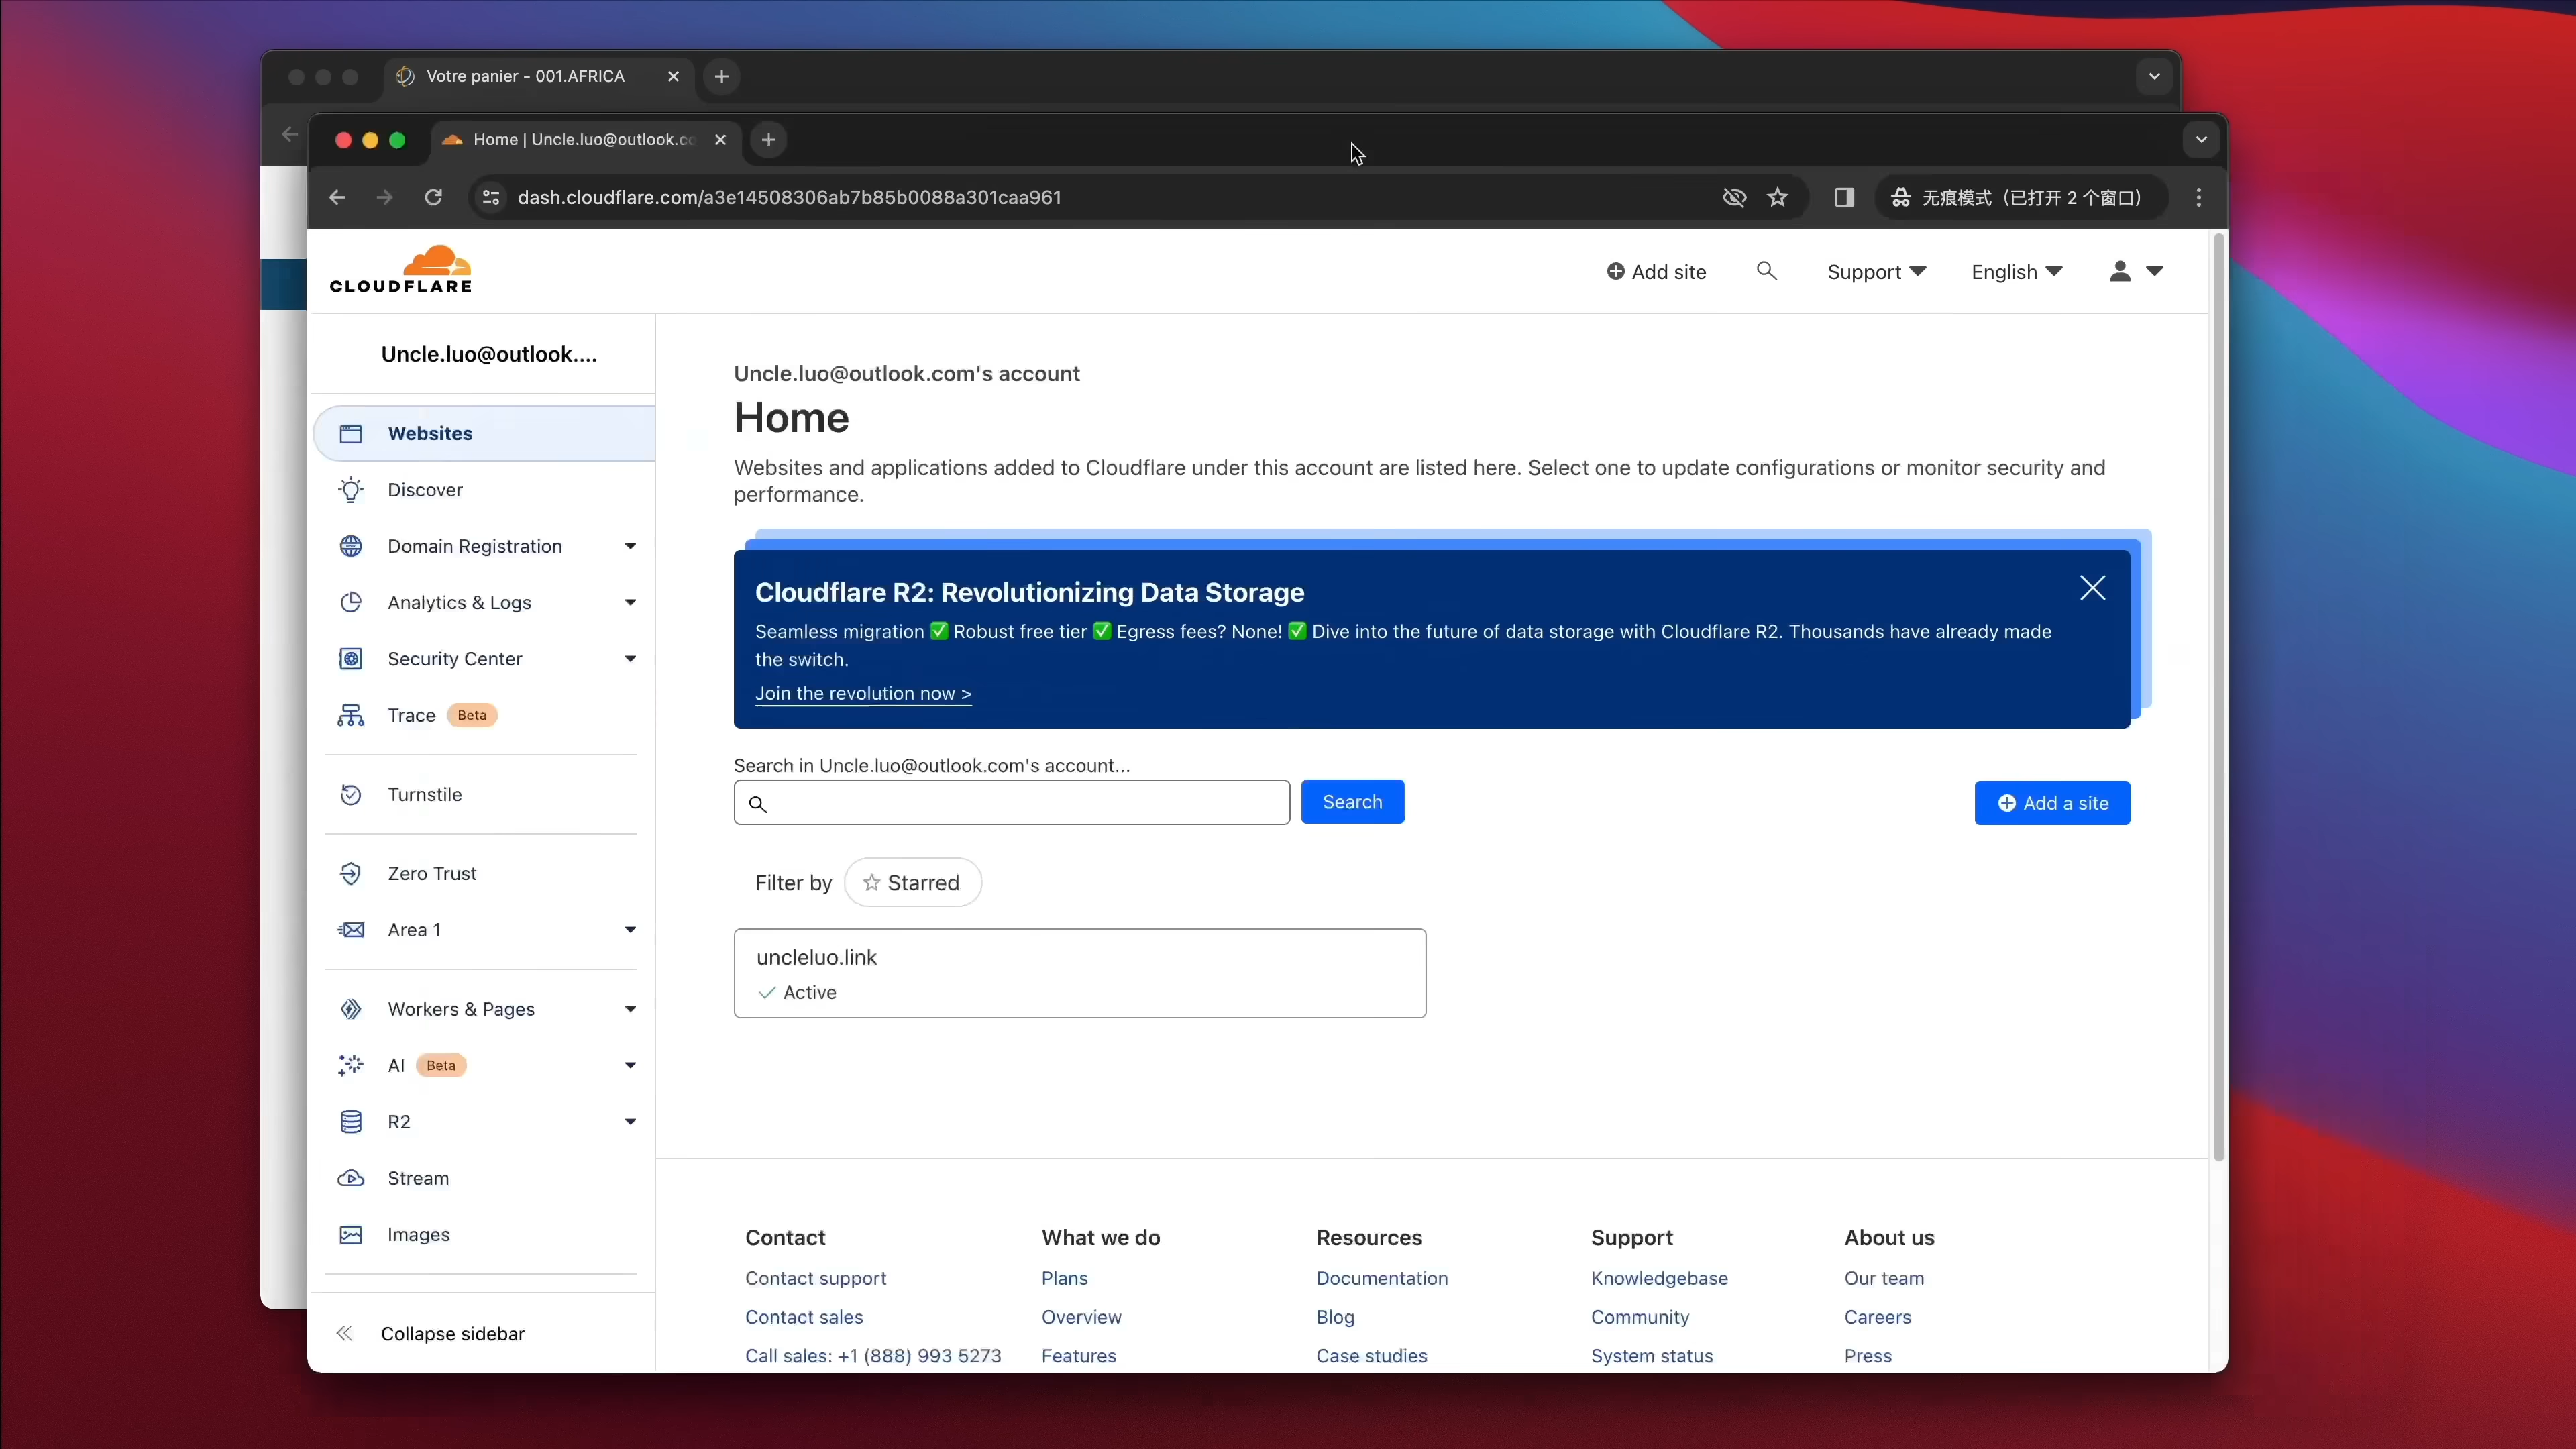 Votre panier - 001.AFRICA
Home | Uncle.luo@outlook.co
dash.cloudflare.com/a3e14508306ab7b85b0088a301caa961
无痕模式（已打开 2 个窗口）
CLOUDFLARE
Add site
Support
English
Uncle.luo@outlook....
Websites
Discover
Domain Registration
Analytics & Logs
Security Center
Trace Beta
Turnstile
Zero Trust
Area 1
Workers & Pages
AI Beta
R2
Stream
Images
Collapse sidebar
Uncle.luo@outlook.com's account
Home
Websites and applications added to Cloudflare under this account are listed here. Select one to update configurations or monitor security and
performance.
Cloudflare R2: Revolutionizing Data Storage
Seamless migration ✅ Robust free tier ✅ Egress fees? None! ✅ Dive into the future of data storage with Cloudflare R2. Thousands have already made
the switch.
Join the revolution now >
Search in Uncle.luo@outlook.com's account...
Search
Add a site
Filter by
Starred
uncleluo.link
Active
Contact
Contact support
Contact sales
Call sales: +1 (888) 993 5273
What we do
Plans
Overview
Features
Resources
Documentation
Blog
Case studies
Support
Knowledgebase
Community
System status
About us
Our team
Careers
Press